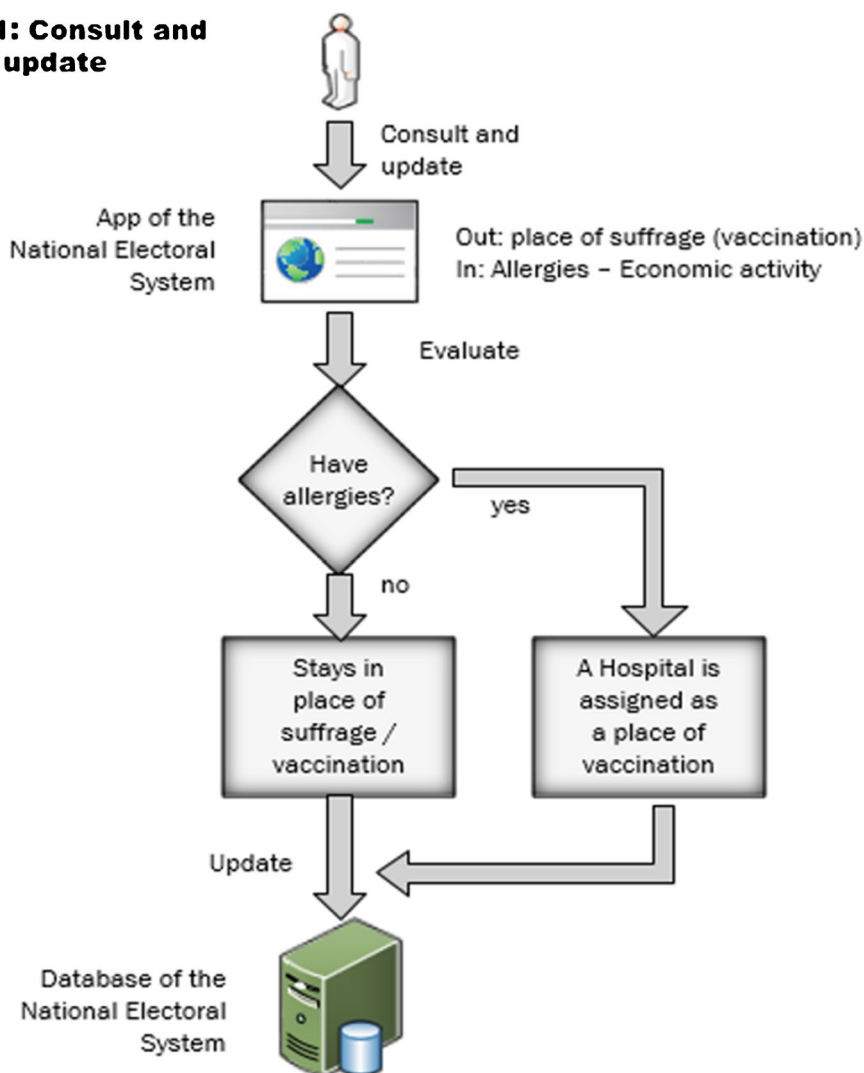 1: Consult and
update
Consult and
update
App of the
National Electoral
System
Out: place of suffrage (vaccination)
In: Allergies – Economic activity
Evaluate
Have
allergies?
yes
no
Stays in
place of
suffrage /
vaccination
A Hospital is
assigned as
a place of
vaccination
Update
Database of the
National Electoral
System